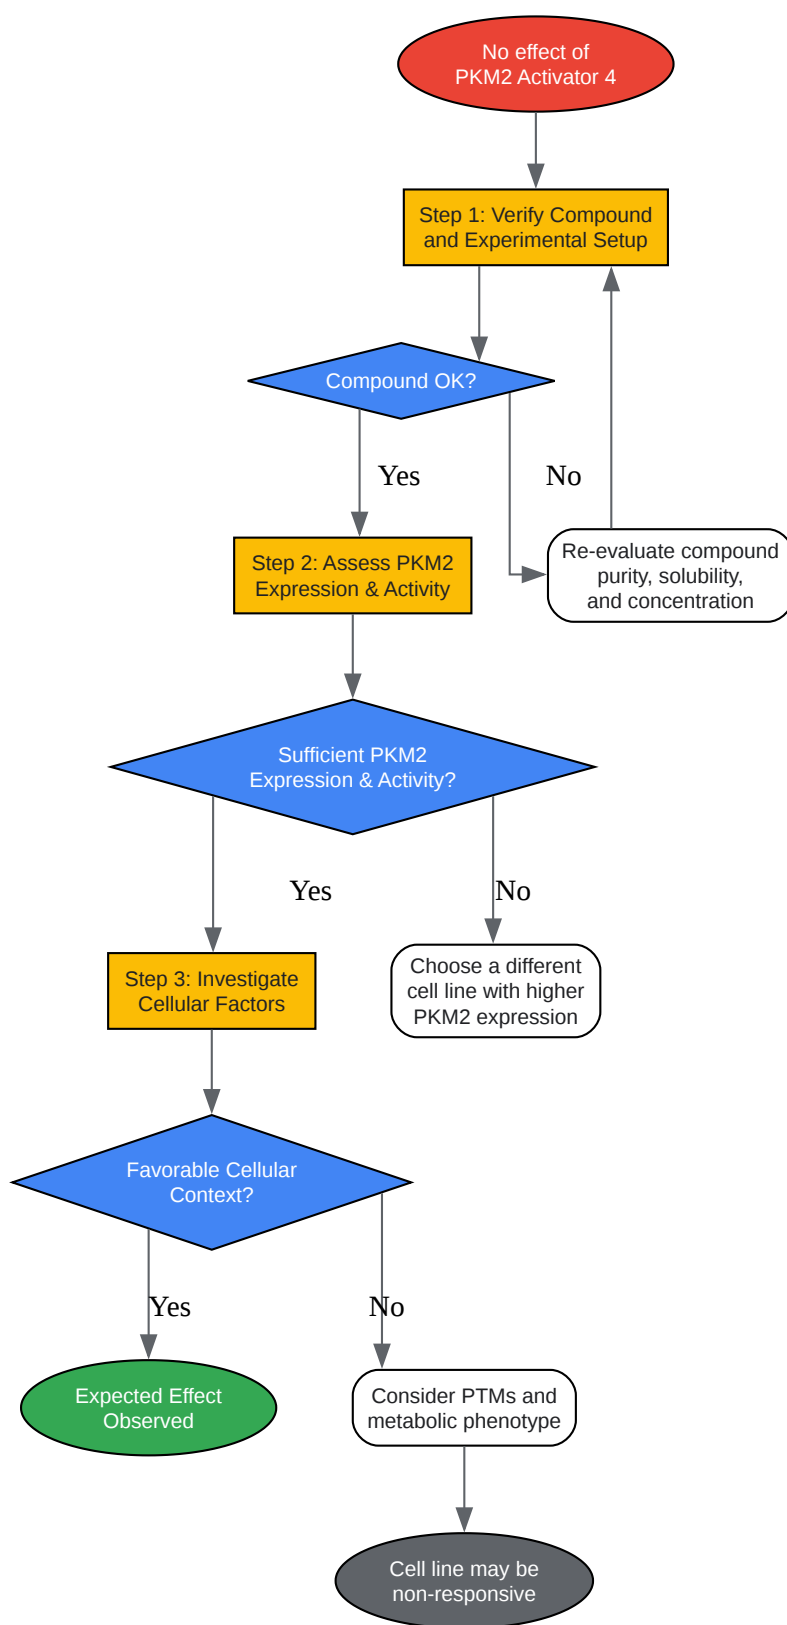 No effect of
PKM2 Activator 4
Step 1: Verify Compound
and Experimental Setup
Compound OK?
Yes
No
Step 2: Assess PKM2
Expression & Activity
Re-evaluate compound
purity, solubility,
and concentration
Sufficient PKM2
Expression & Activity?
Yes
No
Step 3: Investigate
Cellular Factors
Choose a different
cell line with higher
PKM2 expression
Favorable Cellular
Context?
Yes
No
Expected Effect
Observed
Consider PTMs and
metabolic phenotype
Cell line may be
non-responsive